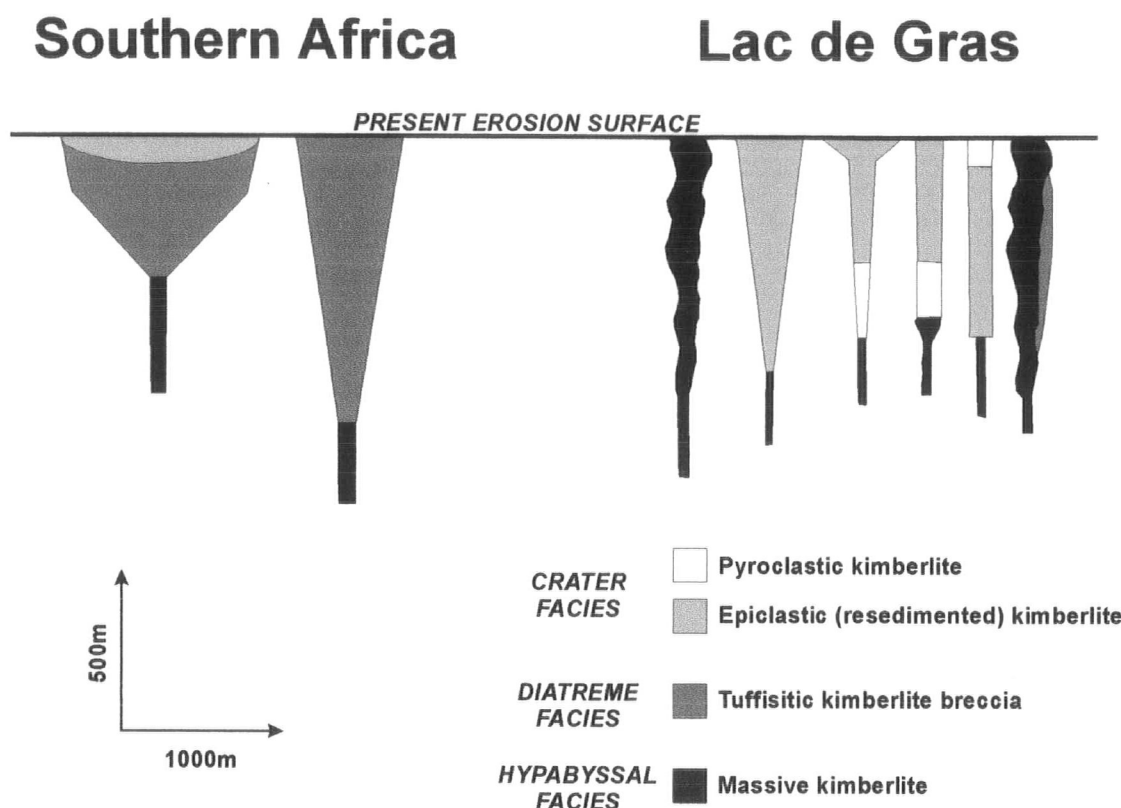 Southern Africa
Lac de Gras
PRESENT EROSION SURFACE
500m
1000m
CRATER
FACIES
Pyroclastic kimberlite
Epiclastic (resedimented) kimberlite
DIATREME
FACIES
Tuffisitic kimberlite breccia
HYPABYSSAL
FACIES
Massive kimberlite